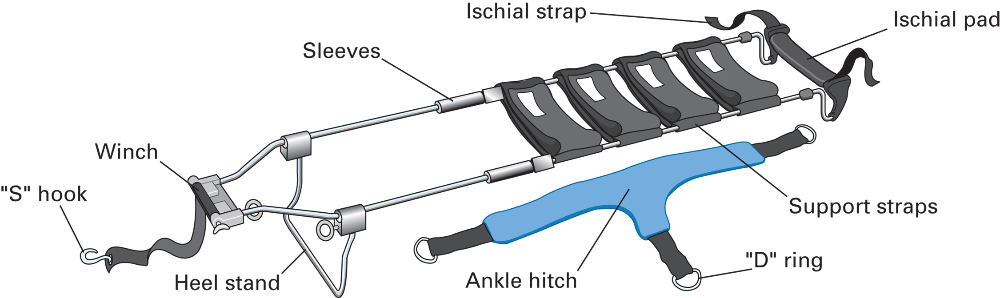 Ischial strap
Ischial pad
Sleeves
Winch
"S" hook
Support straps
"D" ring
Heel stand
Ankle hitch